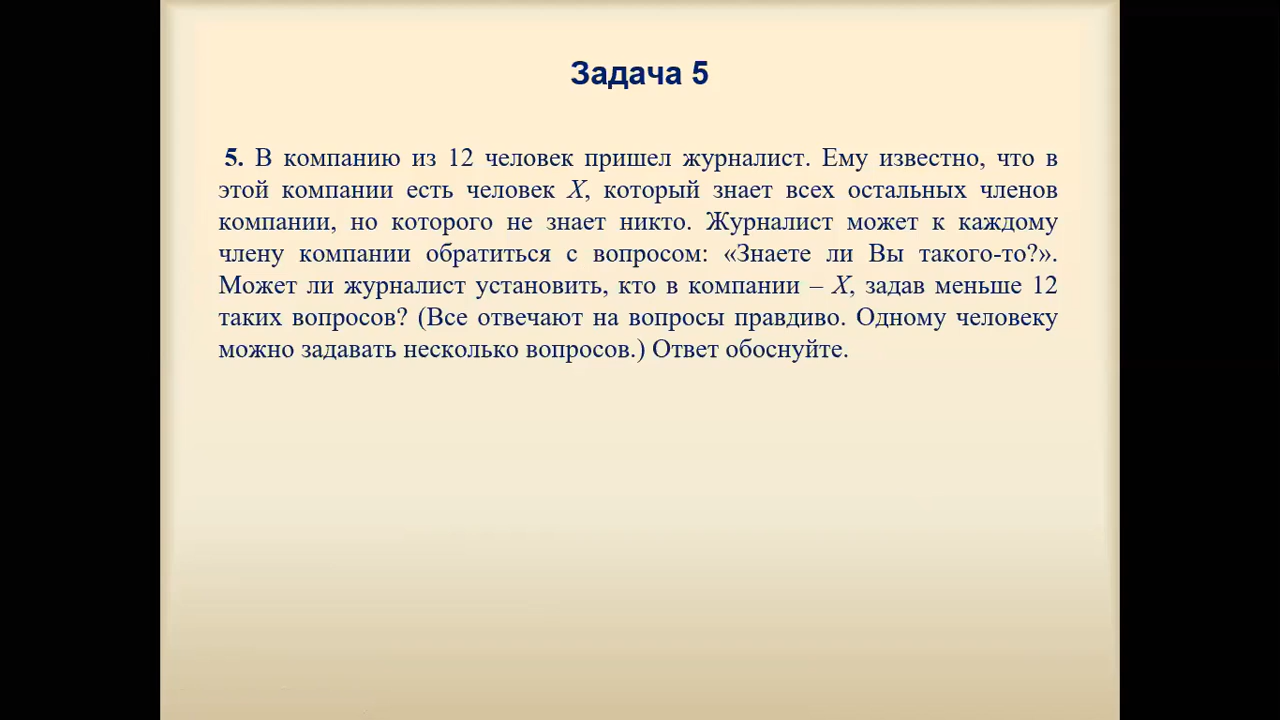 Задача 5
5. В компанию из 12 человек пришел журналист. Ему известно, что в
этой компании есть человек X, который знает всех остальных членов
компании, но которого не знает никто. Журналист может к каждому
члену компании обратиться с вопросом: «Знаете ли Вы такого-то?».
Может ли журналист установить, кто в компании – X, задав меньше 12
таких вопросов? (Все отвечают на вопросы правдиво. Одному человеку
можно задавать несколько вопросов.) Ответ обоснуйте.